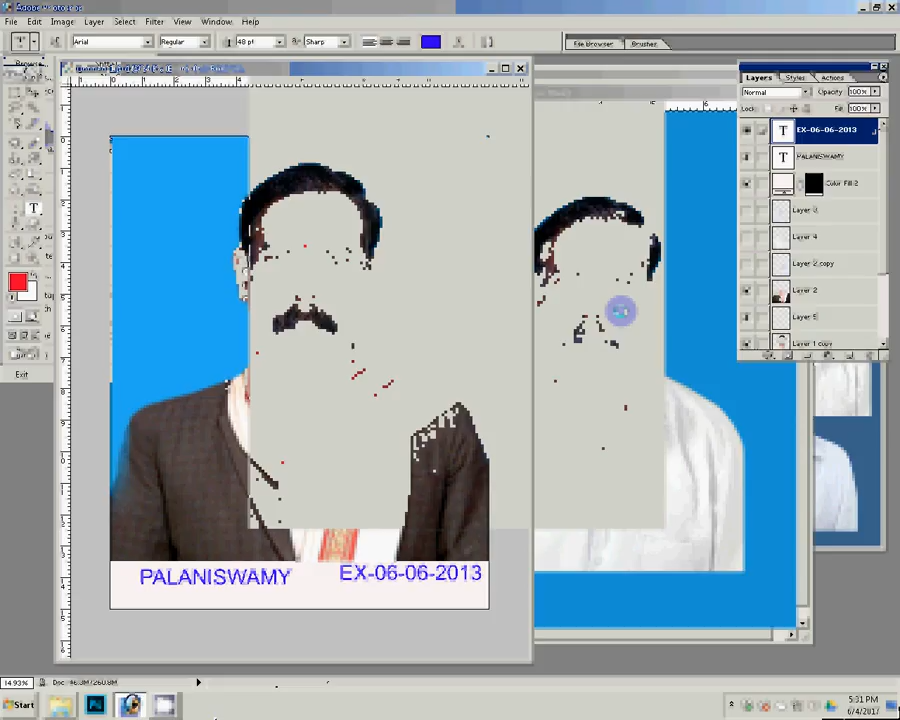 Adobe Photoshop
File Edit Image Layer Select Filter View Window Help
T Arial Regular 48 pt Sharp File Browser Brushes
Layers Styles Actions
Normal Opacity: 100%
Lock: Fill: 100%
T EX-06-06-2013
T PALANISWAMY
Color Fill 2
Layer 4
Layer 2 copy
Layer 2
Layer 5
Layer 1 copy
PALANISWAMY EX-06-06-2013
Exit
14.93%
Start
5:31 PM
6/4/2017